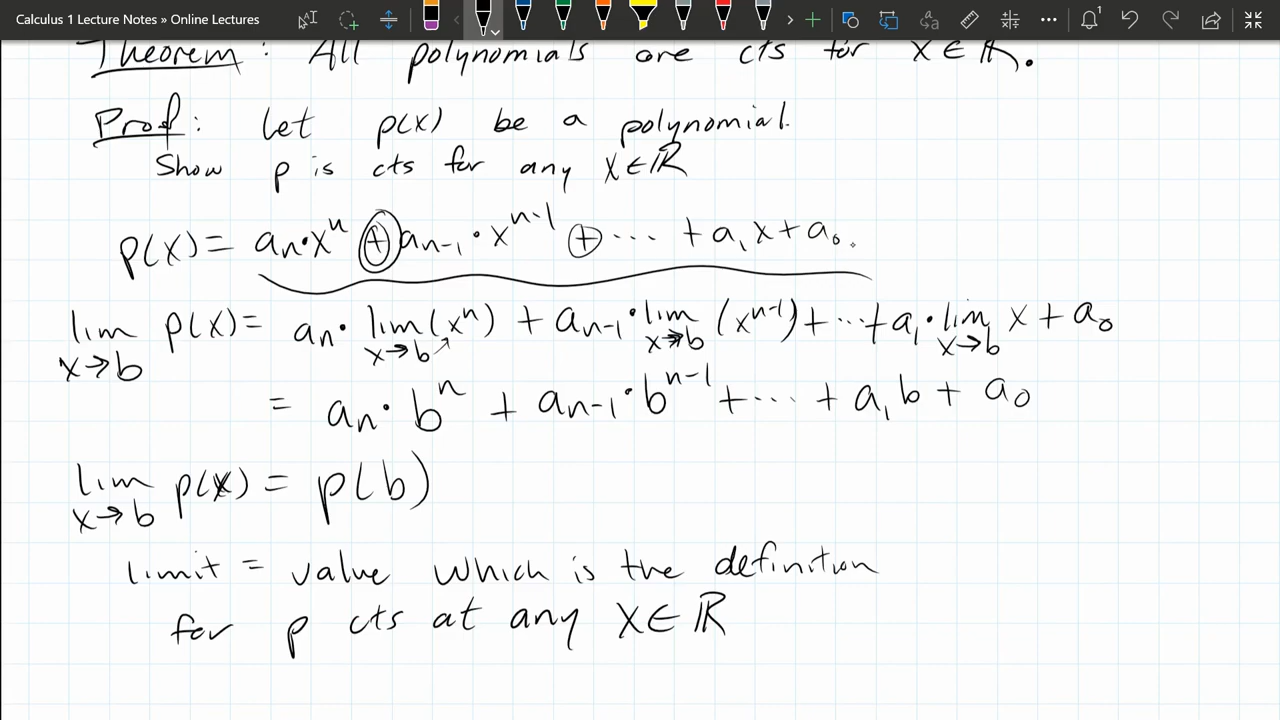 Calculus 1 Lecture Notes » Online Lectures
Theorem: All polynomials are cts for x∈ℝ.
Prof: Let p(x) be a polynomial.
Show p is cts for any x∈ℝ
p(x) = aₙ·xⁿ + aₙ₋₁·xⁿ⁻¹ + ··· + a₁x + a₀.
lim x→b p(x) = aₙ· lim x→b (xⁿ) + aₙ₋₁· lim x→b (xⁿ⁻¹) + ··· + a₁· lim x→b x + a₀
= aₙ· bⁿ + aₙ₋₁· bⁿ⁻¹ + ··· + a₁b + a₀
lim x→b p(x) = p(b)
limit = value which is the definition
for p cts at any x∈ℝ